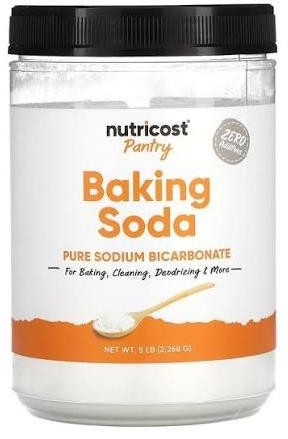 nutricost®
Pantry
ZERO
Additives
Baking
Soda
PURE SODIUM BICARBONATE
For Baking, Cleaning, Deodrizing & More
NET WT. 5 LB (2,268 G)